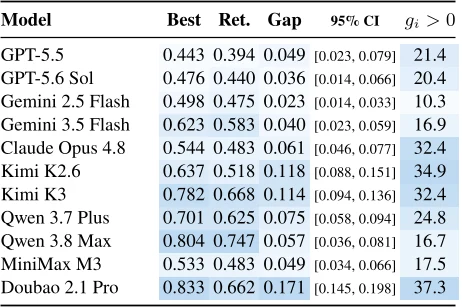 Model Best Ret. Gap 95% CI g_i > 0
GPT-5.5 0.443 0.394 0.049 [0.023, 0.079] 21.4
GPT-5.6 Sol 0.476 0.440 0.036 [0.014, 0.066] 20.4
Gemini 2.5 Flash 0.498 0.475 0.023 [0.014, 0.033] 10.3
Gemini 3.5 Flash 0.623 0.583 0.040 [0.023, 0.059] 16.9
Claude Opus 4.8 0.544 0.483 0.061 [0.046, 0.077] 32.4
Kimi K2.6 0.637 0.518 0.118 [0.088, 0.151] 34.9
Kimi K3 0.782 0.668 0.114 [0.094, 0.136] 32.4
Qwen 3.7 Plus 0.701 0.625 0.075 [0.058, 0.094] 24.8
Qwen 3.8 Max 0.804 0.747 0.057 [0.036, 0.081] 16.7
MiniMax M3 0.533 0.483 0.049 [0.034, 0.066] 17.5
Doubao 2.1 Pro 0.833 0.662 0.171 [0.145, 0.198] 37.3